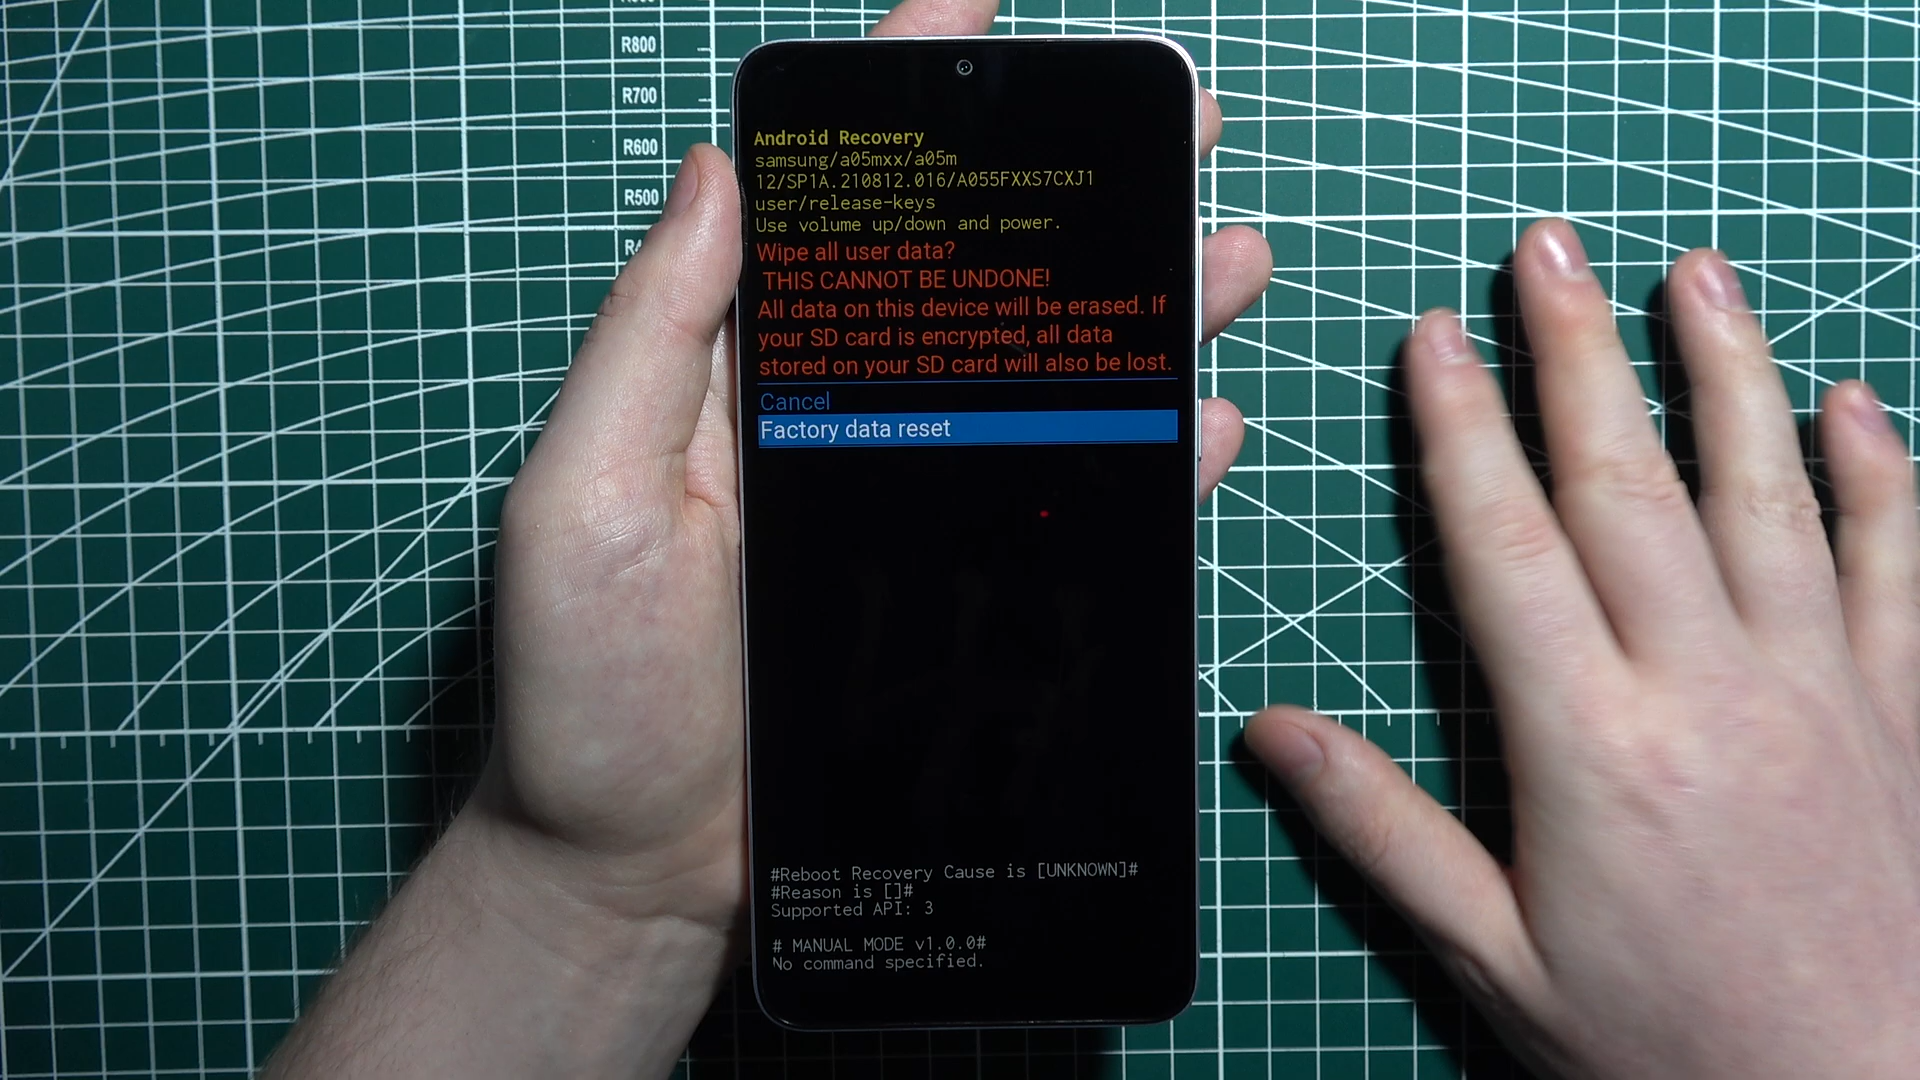 R800
R700
R600
R500
Android Recovery
samsung/a05mxx/a05m
12/SP1A.210812.016/A055FXXS7CXJ1
user/release-keys
Use volume up/down and power.
Wipe all user data?
THIS CANNOT BE UNDONE!
All data on this device will be erased. If
your SD card is encrypted, all data
stored on your SD card will also be lost.
Cancel
Factory data reset
#Reboot Recovery Cause is [UNKNOWN]#
#Reason is []#
Supported API: 3
# MANUAL MODE v1.0.0#
No command specified.